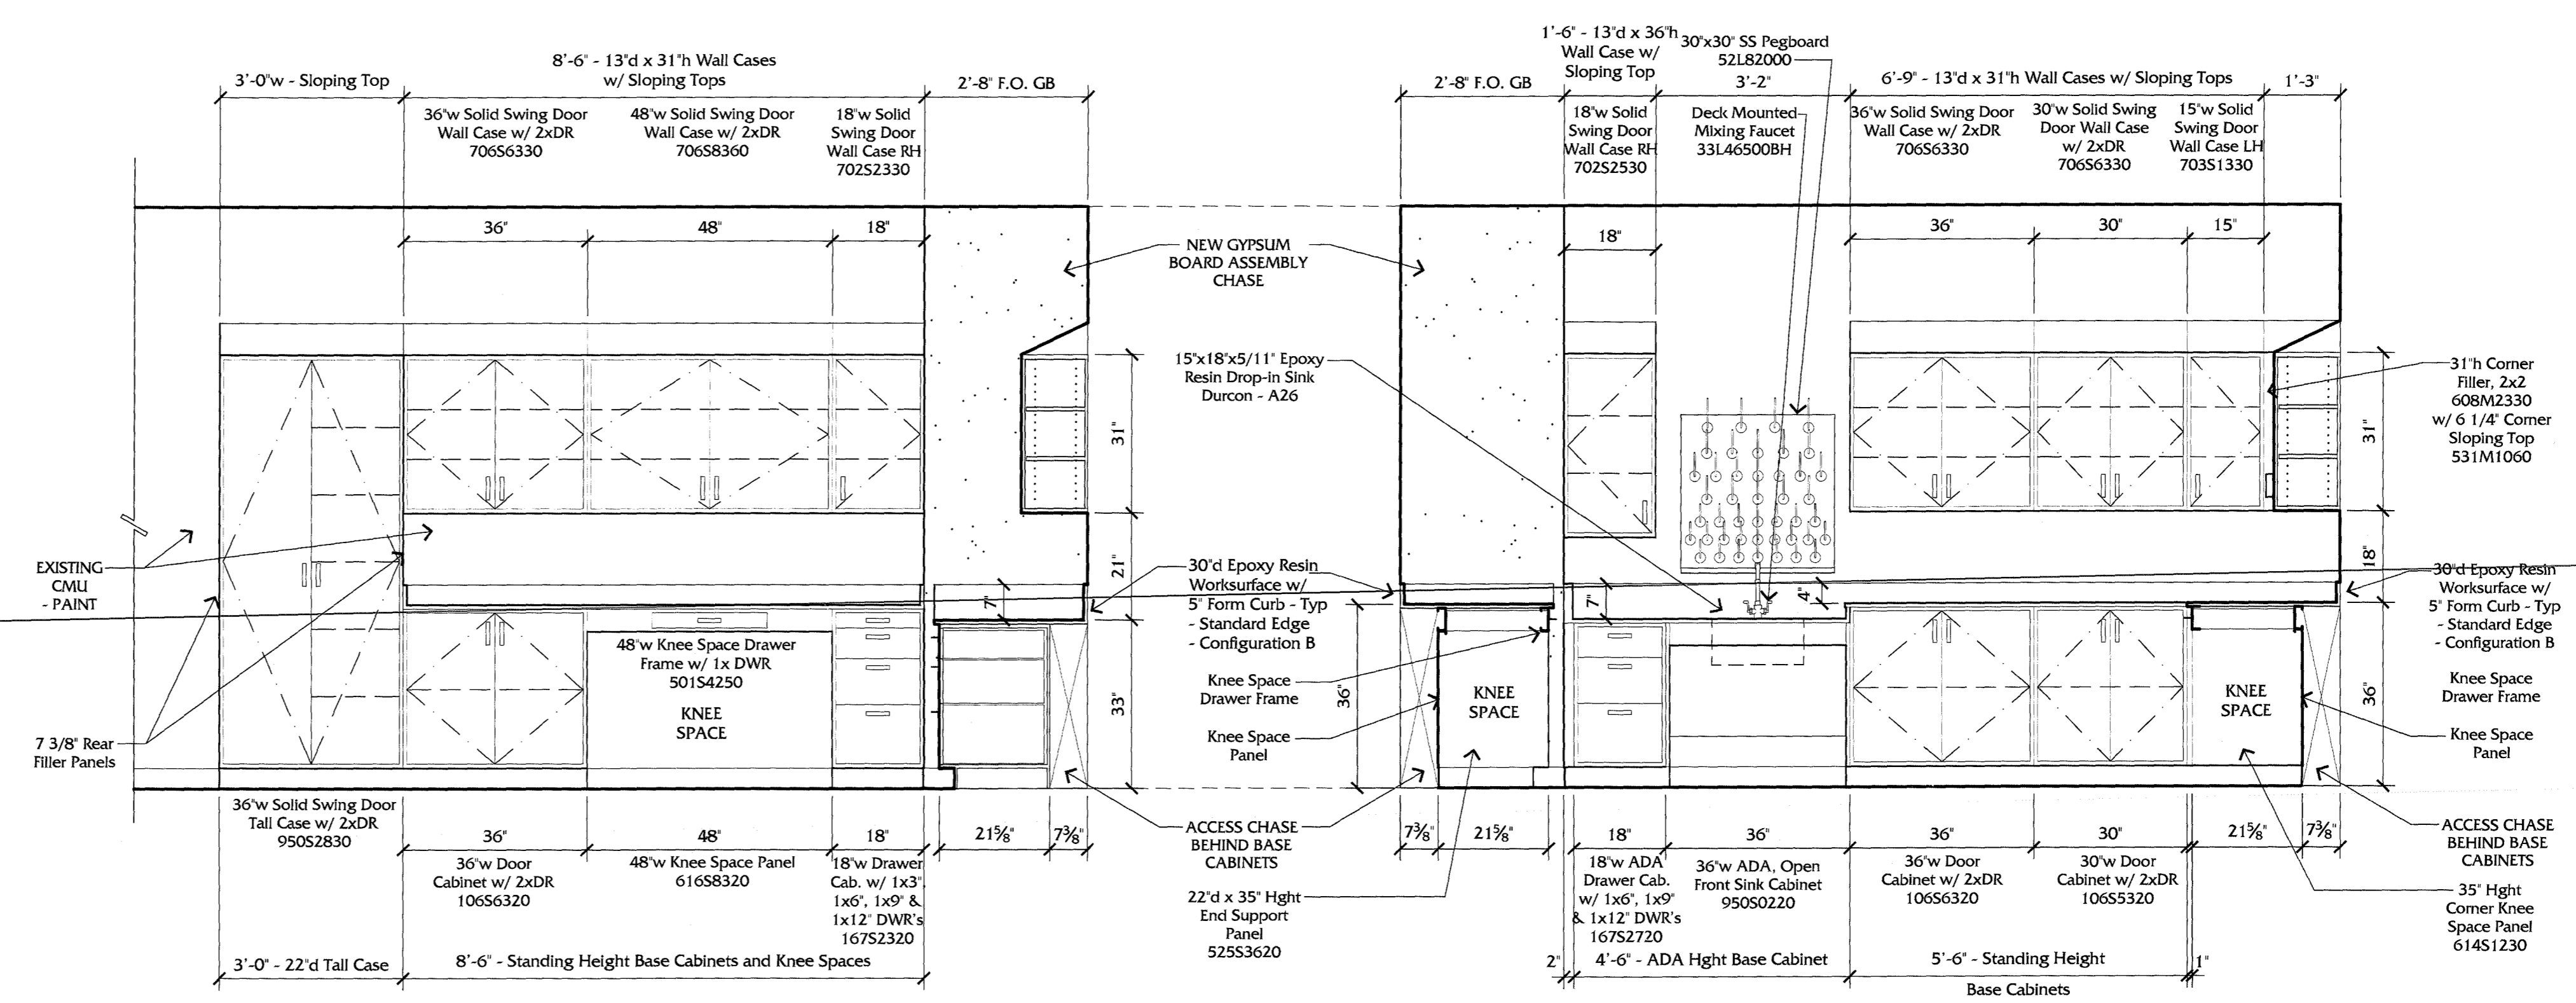 3'-0"w - Sloping Top
8'-6" - 13"d x 31"h Wall Cases
w/ Sloping Tops
2'-8" F.O. GB
36"w Solid Swing Door
Wall Case w/ 2xDR
706S6330
48"w Solid Swing Door
Wall Case w/ 2xDR
706S8360
18"w Solid
Swing Door
Wall Case RH
702S2330
36"
48"
18"
31"
21"
7"
33"
EXISTING
CMU
- PAINT
7 3/8" Rear
Filler Panels
48"w Knee Space Drawer
Frame w/ 1x DWR
501S4250
KNEE
SPACE
36"w Solid Swing Door
Tall Case w/ 2xDR
950S2830
36"
48"
18"
21⅝"
7⅜"
36"w Door
Cabinet w/ 2xDR
106S6320
48"w Knee Space Panel
616S8320
18"w Drawer
Cab. w/ 1x3",
1x6", 1x9" &
1x12" DWR's
167S2320
3'-0" - 22"d Tall Case
8'-6" - Standing Height Base Cabinets and Knee Spaces
NEW GYPSUM
BOARD ASSEMBLY
CHASE
15"x18"x5/11" Epoxy
Resin Drop-in Sink
Durcon - A26
30"d Epoxy Resin
Worksurface w/
5" Form Curb - Typ
- Standard Edge
- Configuration B
Knee Space
Drawer Frame
Knee Space
Panel
ACCESS CHASE
BEHIND BASE
CABINETS
22"d x 35" Hght
End Support
Panel
525S3620
2'-8" F.O. GB
1'-6" - 13"d x 36"h
Wall Case w/
Sloping Top
30"x30" SS Pegboard
52L82000
3'-2"
6'-9" - 13"d x 31"h Wall Cases w/ Sloping Tops
1'-3"
18"w Solid
Swing Door
Wall Case RH
702S2530
Deck Mounted
Mixing Faucet
33L46500BH
36"w Solid Swing Door
Wall Case w/ 2xDR
706S6330
30"w Solid Swing
Door Wall Case
w/ 2xDR
706S6330
15"w Solid
Swing Door
Wall Case LH
703S1330
18"
36"
30"
15"
31"
18"
36"
7"
4"
36"
KNEE
SPACE
KNEE
SPACE
31"h Corner
Filler, 2x2
608M2330
w/ 6 1/4" Corner
Sloping Top
531M1060
30"d Epoxy Resin
Worksurface w/
5" Form Curb - Typ
- Standard Edge
- Configuration B
Knee Space
Drawer Frame
Knee Space
Panel
ACCESS CHASE
BEHIND BASE
CABINETS
35" Hght
Corner Knee
Space Panel
614S1230
7⅜"
21⅝"
18"
36"
36"
30"
21⅝"
7⅜"
18"w ADA
Drawer Cab.
w/ 1x6", 1x9"
& 1x12" DWR's
167S2720
36"w ADA, Open
Front Sink Cabinet
950S0220
36"w Door
Cabinet w/ 2xDR
106S6320
30"w Door
Cabinet w/ 2xDR
106S5320
2"
4'-6" - ADA Hght Base Cabinet
5'-6" - Standing Height
Base Cabinets
1"